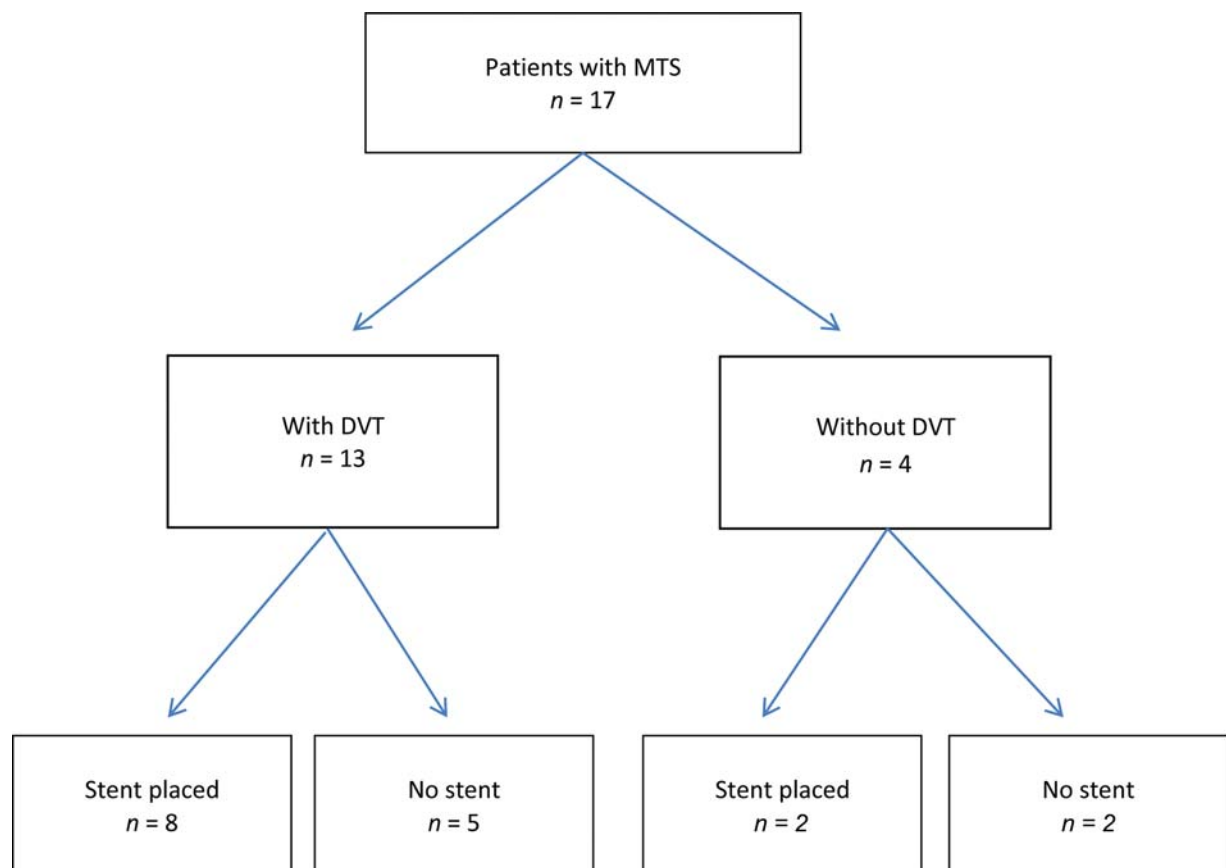 Patients with MTS
n = 17
With DVT
n = 13
Without DVT
n = 4
Stent placed
n = 8
No stent
n = 5
Stent placed
n = 2
No stent
n = 2